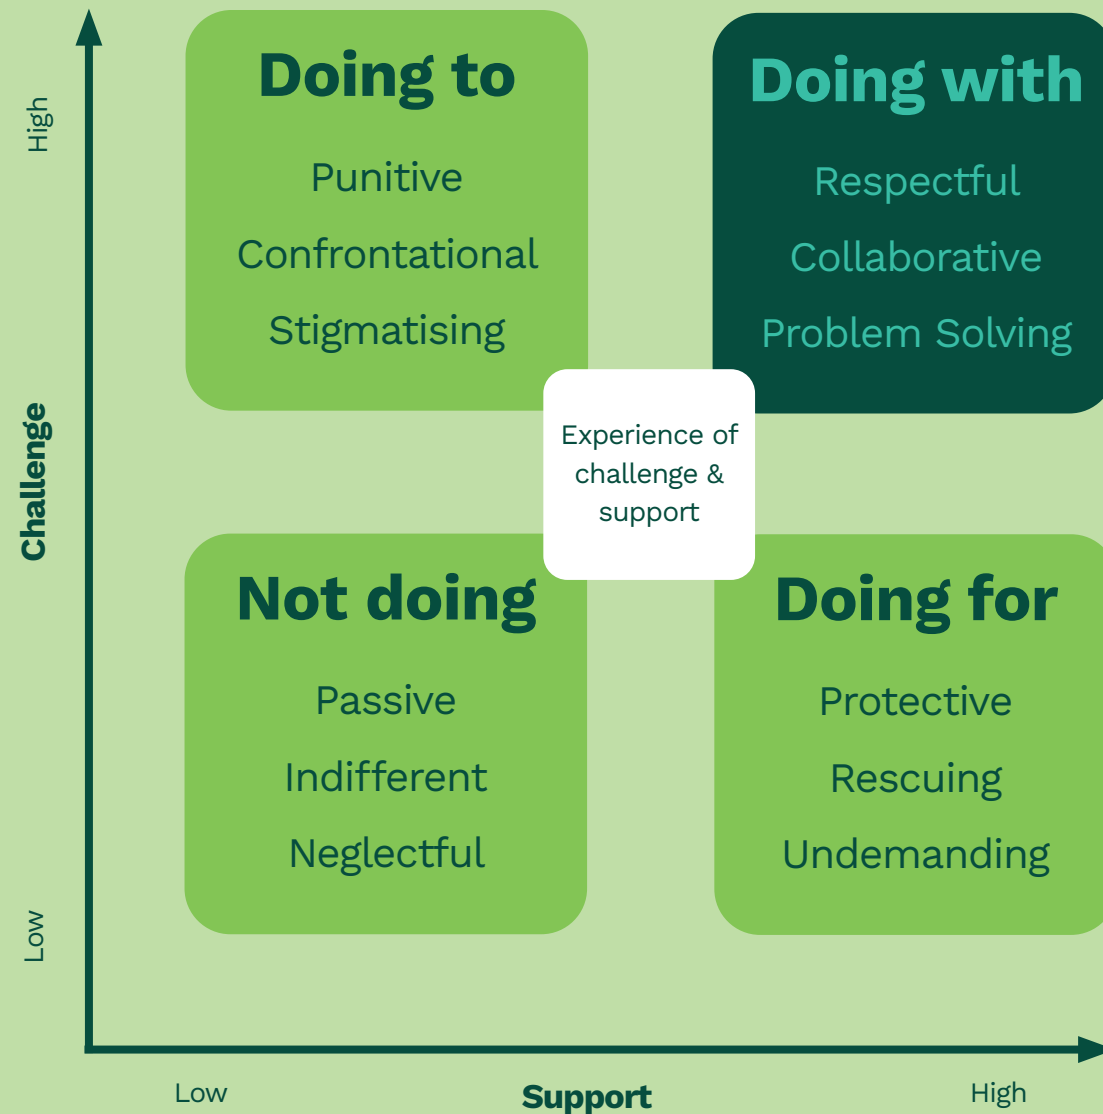 High
Challenge
Low
Doing to
Punitive
Confrontational
Stigmatising
Doing with
Respectful
Collaborative
Problem Solving
Experience of
challenge &
support
Not doing
Passive
Indifferent
Neglectful
Doing for
Protective
Rescuing
Undemanding
Low
Support
High